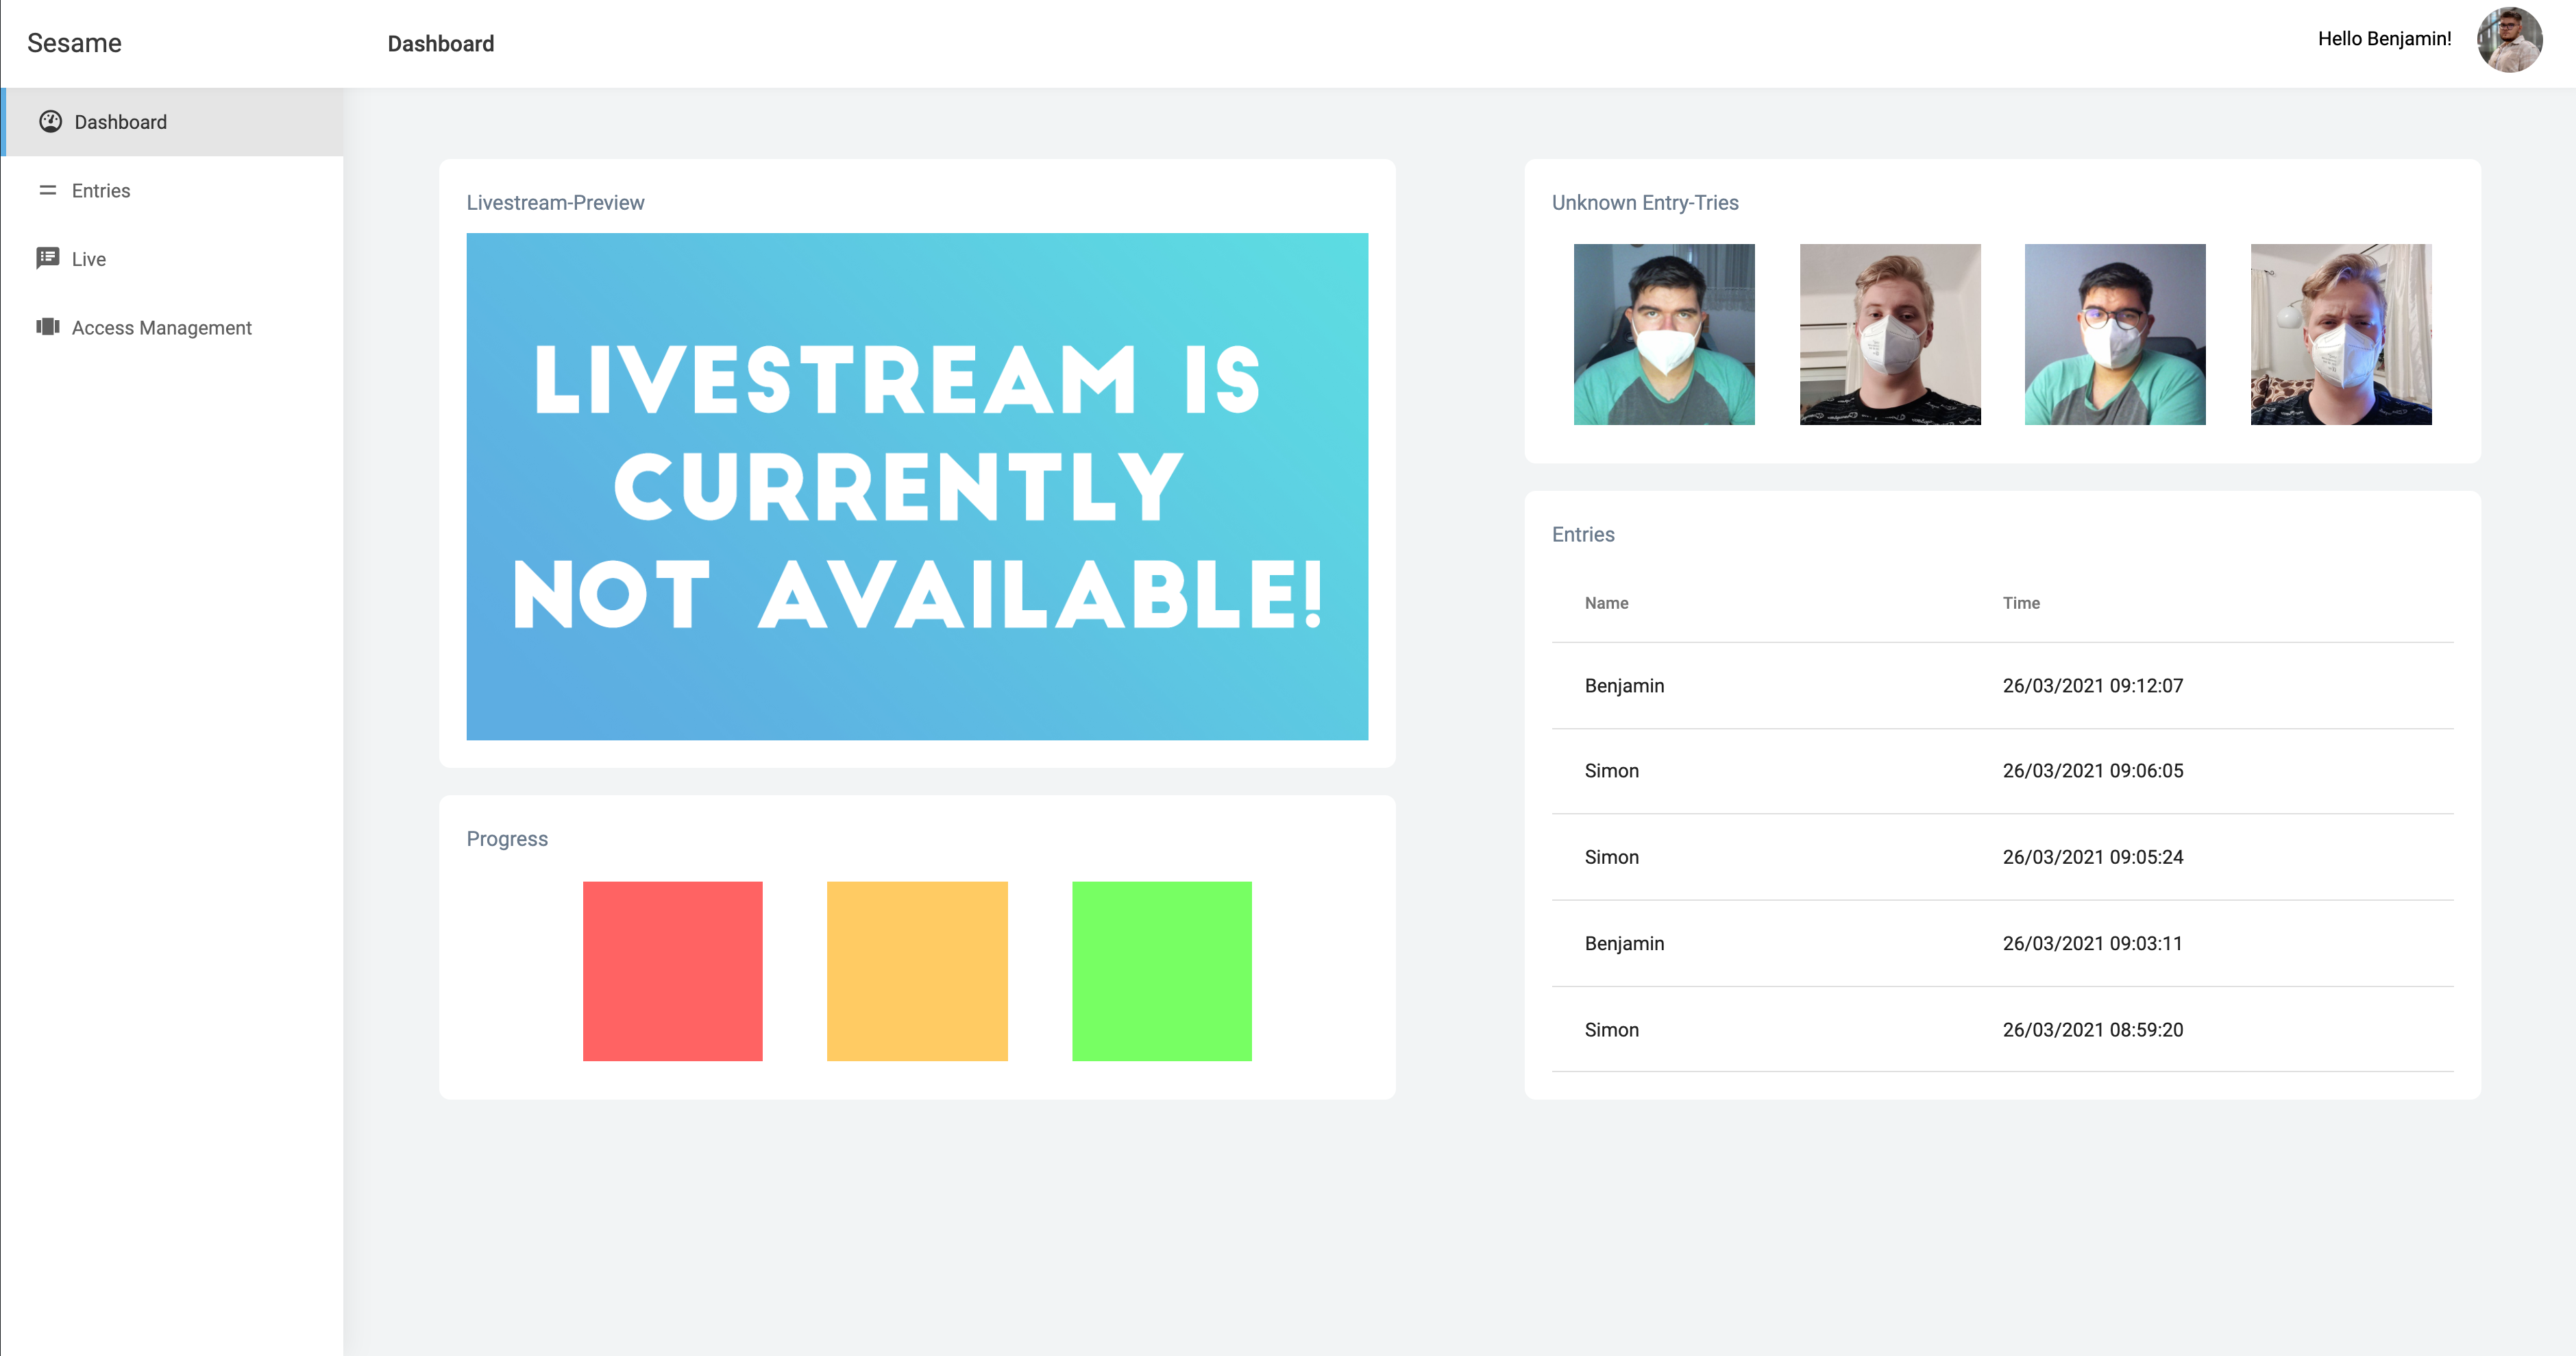 Sesame
Dashboard
Hello Benjamin!
Dashboard
Entries
Live
Access Management
Livestream-Preview
LIVESTREAM IS
CURRENTLY
NOT AVAILABLE!
Progress
Unknown Entry-Tries
Entries
Name Time
Benjamin 26/03/2021 09:12:07
Simon 26/03/2021 09:06:05
Simon 26/03/2021 09:05:24
Benjamin 26/03/2021 09:03:11
Simon 26/03/2021 08:59:20